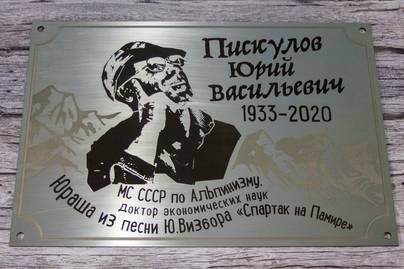 Пискулов
Юрий
Васильевич
1933-2020
МС СССР по Альпинизму.
Доктор экономических наук
Юраша из песни Ю.Визбора «Спартак на Памире»